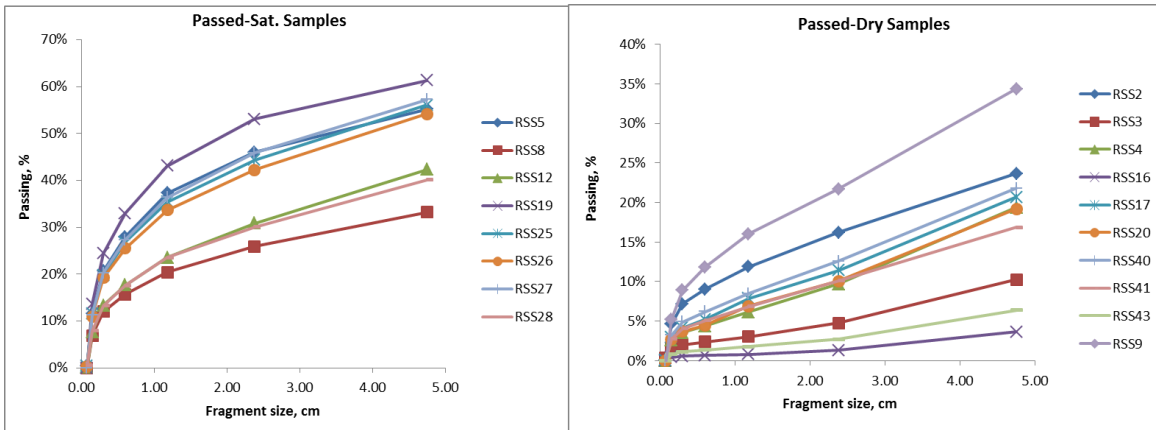 Passed-Sat. Samples
70%
60%
50%
40%
30%
20%
10%
0%
Passing, %
0.00
1.00
2.00
3.00
4.00
5.00
Fragment size, cm
RSS5
RSS8
RSS12
RSS19
RSS25
RSS26
RSS27
RSS28
Passed-Dry Samples
40%
35%
30%
25%
20%
15%
10%
5%
0%
Passing, %
0.00
1.00
2.00
3.00
4.00
5.00
Fragment size, cm
RSS2
RSS3
RSS4
RSS16
RSS17
RSS20
RSS40
RSS41
RSS43
RSS9